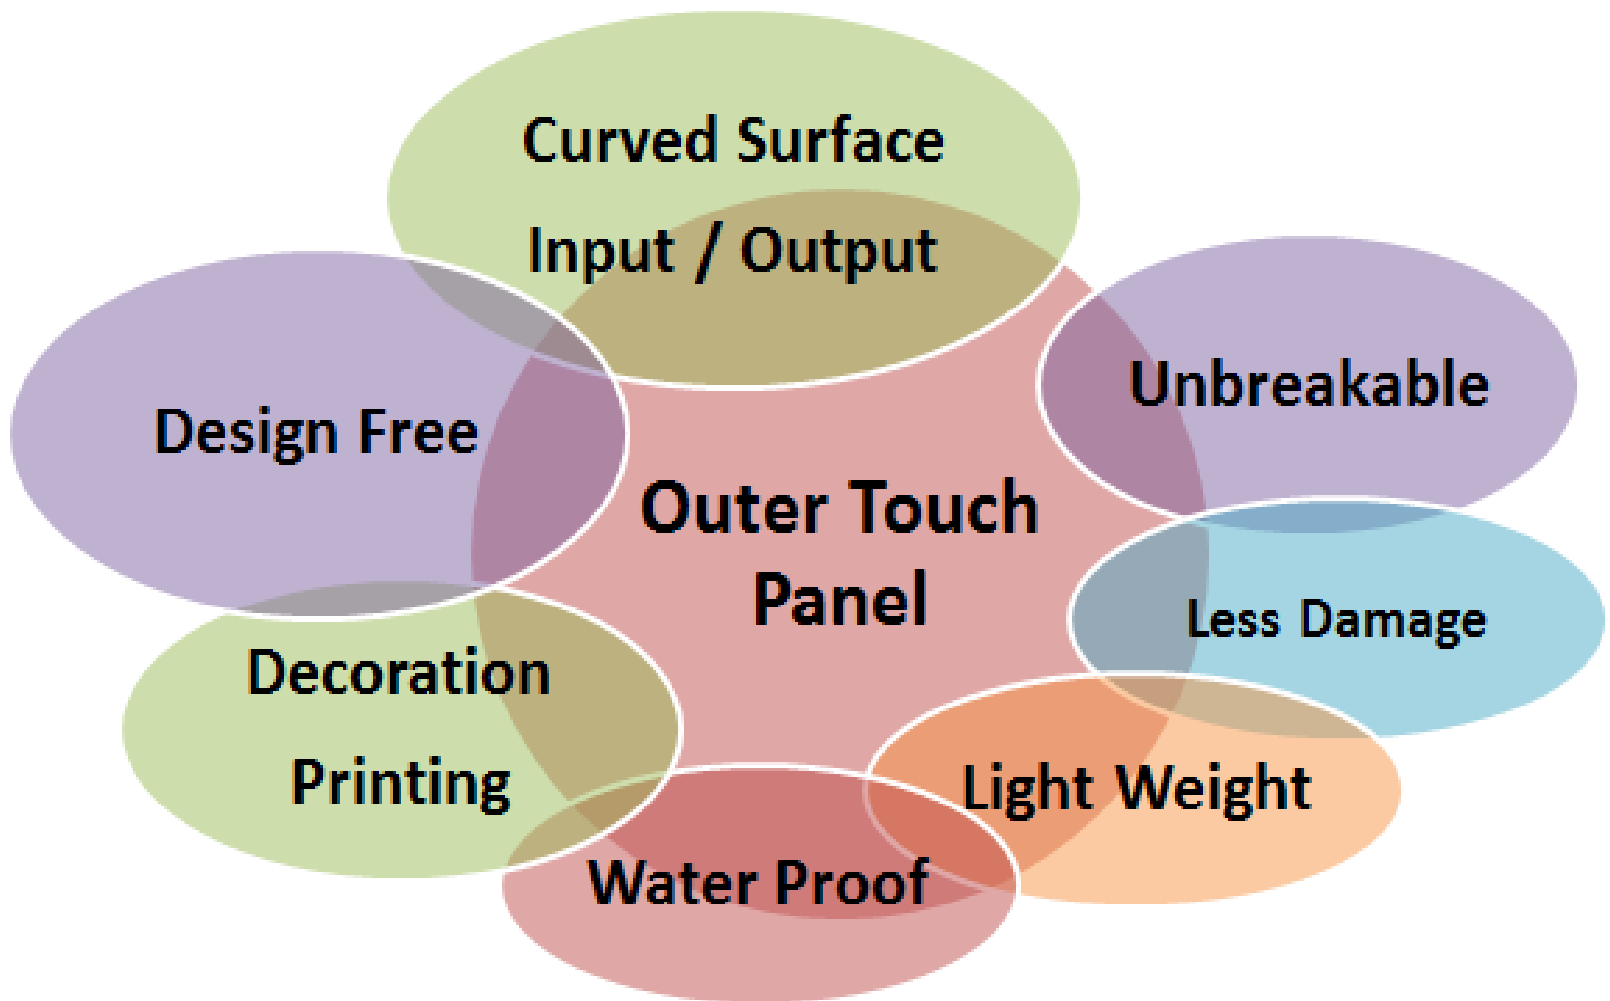 Curved Surface
Input / Output
Design Free
Unbreakable
Outer Touch
Panel
Less Damage
Decoration
Printing
Light Weight
Water Proof